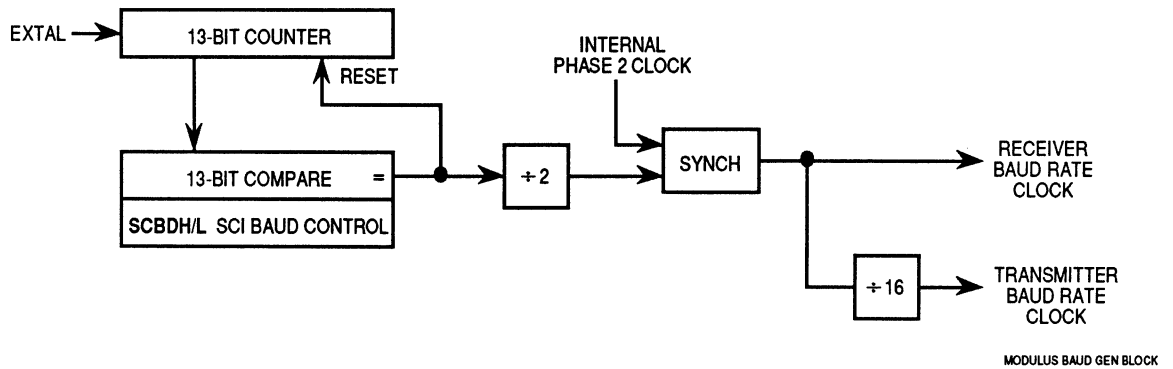 EXTAL
13-BIT COUNTER
RESET
INTERNAL
PHASE 2 CLOCK
13-BIT COMPARE =
SCBDH/L SCI BAUD CONTROL
÷2
SYNCH
RECEIVER
BAUD RATE
CLOCK
÷16
TRANSMITTER
BAUD RATE
CLOCK
MODULUS BAUD GEN BLOCK